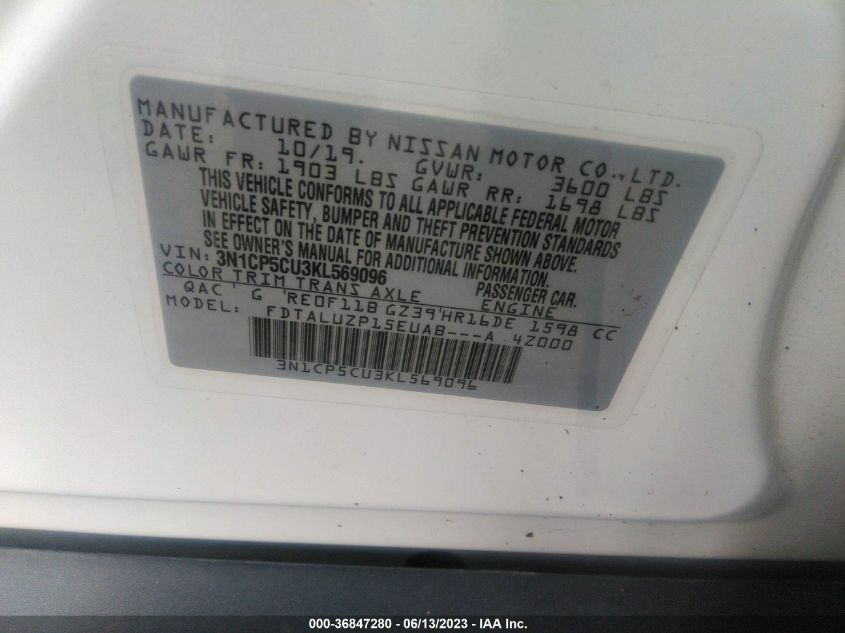 MANUFACTURED BY NISSAN MOTOR CO.,LTD.
DATE: 10/19. GVWR: 3600 LBS
GAWR FR: 1903 LBS GAWR RR: 1698 LBS
THIS VEHICLE CONFORMS TO ALL APPLICABLE FEDERAL MOTOR
VEHICLE SAFETY, BUMPER AND THEFT PREVENTION STANDARDS
IN EFFECT ON THE DATE OF MANUFACTURE SHOWN ABOVE.
SEE OWNER'S MANUAL FOR ADDITIONAL INFORMATION.
VIN: 3N1CP5CU3KL569096 PASSENGER CAR.
COLOR TRIM TRANS AXLE ENGINE
QAC' G 'RE0F11B GZ39'HR16DE 1598 CC
MODEL: FDTALUZP15EUAB---A 4Z000
3N1CP5CU3KL569096
000-36847280 - 06/13/2023 - IAA Inc.